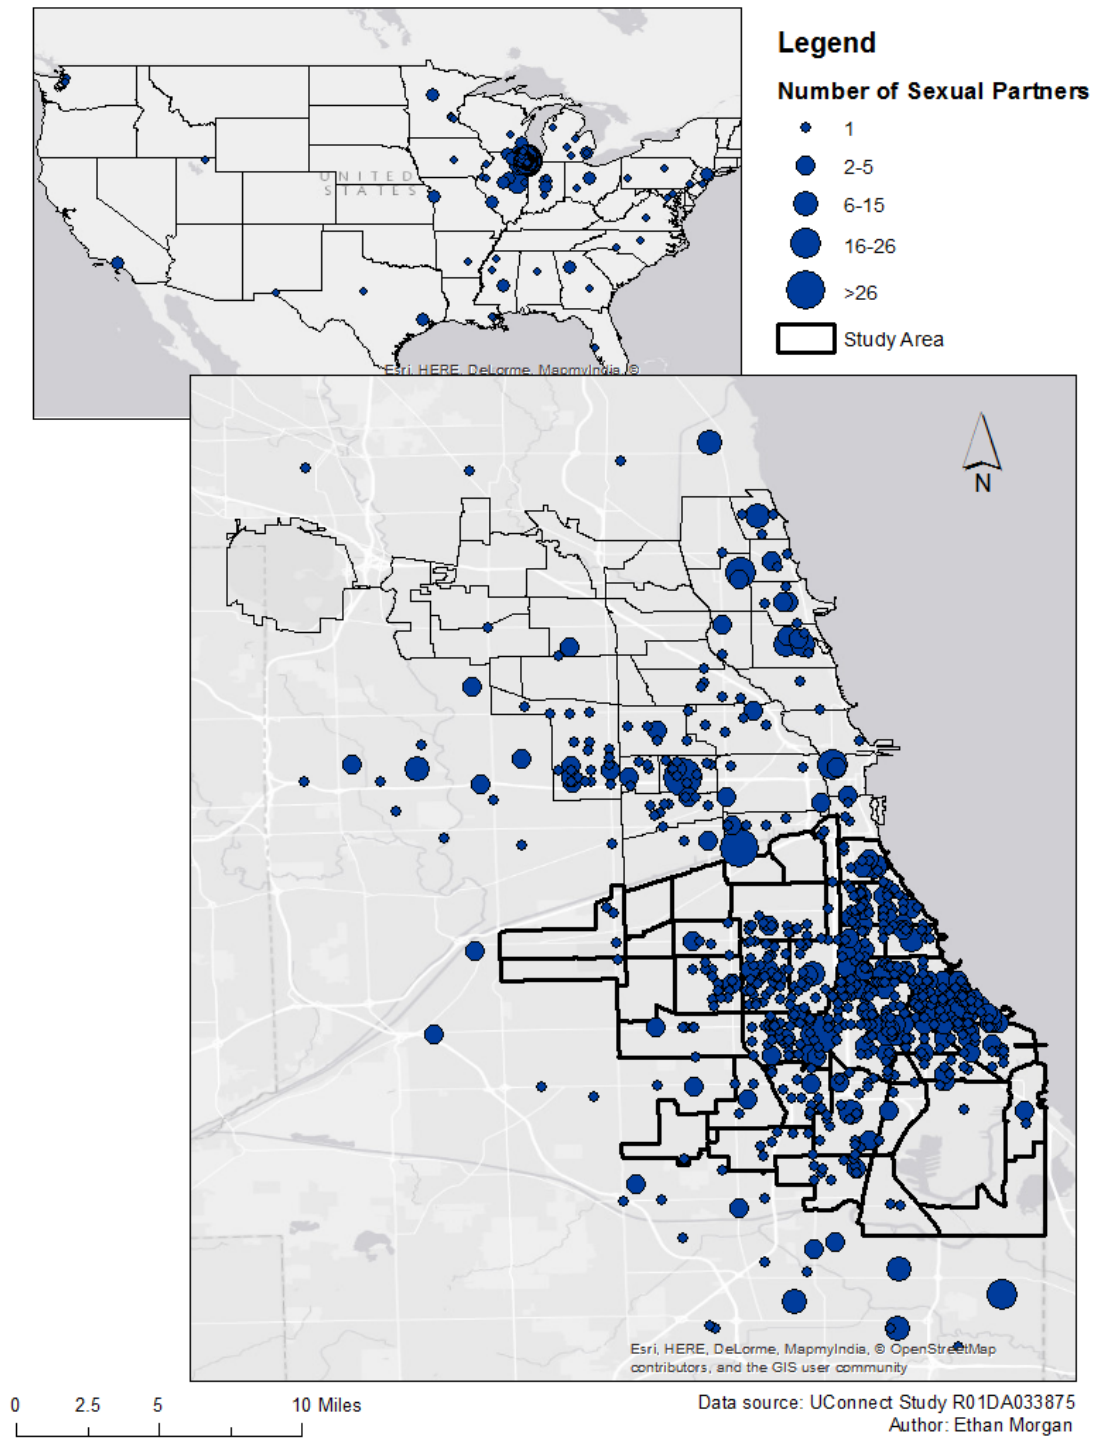 Legend
Number of Sexual Partners
1
2-5
6-15
16-26
>26
Study Area
UNITED
STATES
Esri, HERE, DeLorme, MapmyIndia, ©
N
Esri, HERE, DeLorme, MapmyIndia, © OpenStreetMap
contributors, and the GIS user community
0 2.5 5 10 Miles
Data source: UConnect Study R01DA033875
Author: Ethan Morgan